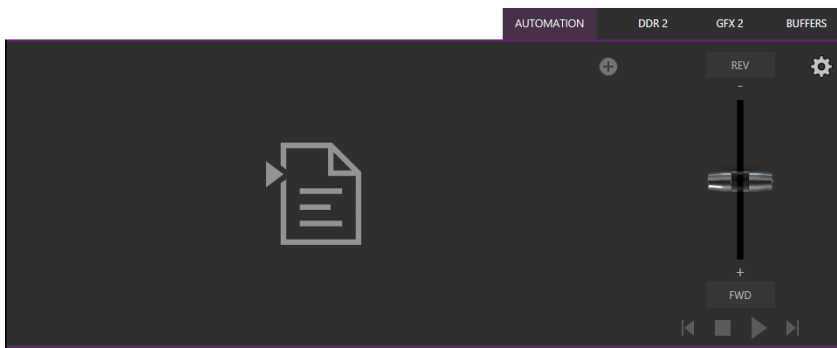 AUTOMATION DDR 2 GFX 2 BUFFERS
REV
-
+
FWD